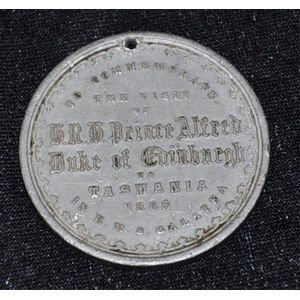 TO COMMEMORATE
THE VISIT
OF
H.R.H. Prince Alfred
Duke of Edinburgh
TO
TASMANIA
1868
IN H.M.S. GALATEA